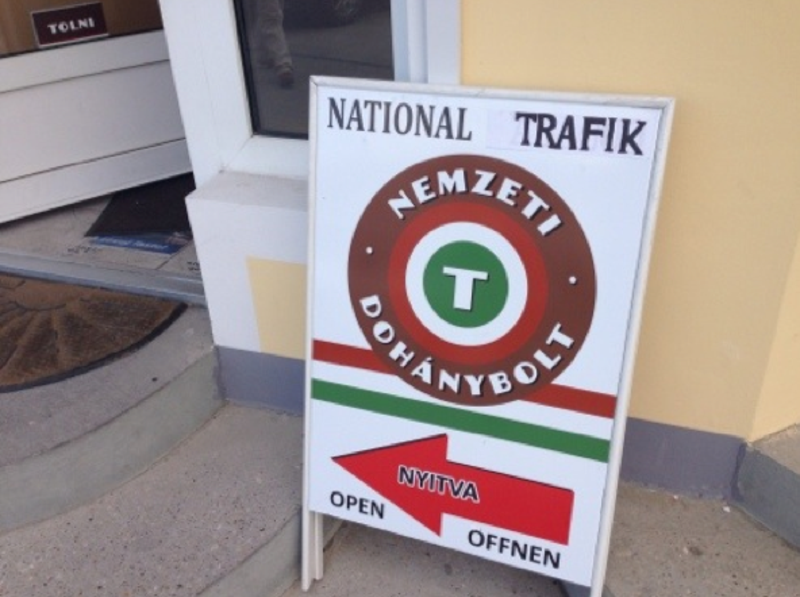 TOLNI
NATIONAL TRAFIK
NEMZETI
T
DOHÁNYBOLT
NYITVA
OPEN
OFFNEN